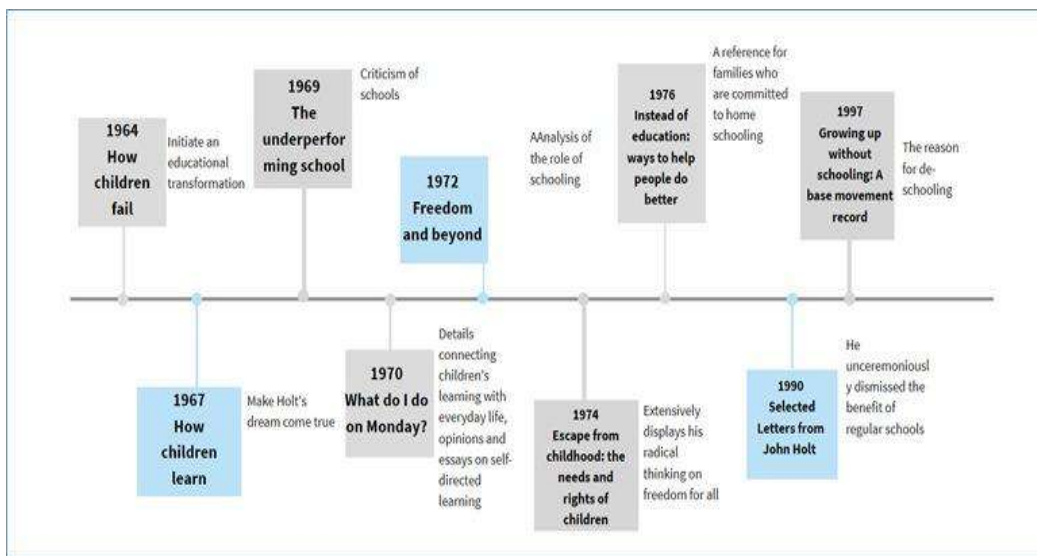 1964
How
children
fail
Initiate an
educational
transformation
1967
How
children
learn
Make Holt's
dream come true
1969
The
underperfor
ming school
Criticism of
schools
1970
What do I do
on Monday?
Details
connecting
children's
learning with
everyday life,
opinions and
essays on self-
directed
learning
1972
Freedom
and beyond
AAnalysis of
the role of
schooling
1974
Escape from
childhood: the
needs and
rights of
children
Extensively
displays his
radical
thinking on
freedom for all
1976
Instead of
education:
ways to help
people do
better
A reference for
families who
are committed
to home
schooling
1990
Selected
Letters from
John Holt
He
unceremoniousl
y dismissed the
benefit of
regular schools
1997
Growing up
without
schooling: A
base movement
record
The reason
for de-
schooling